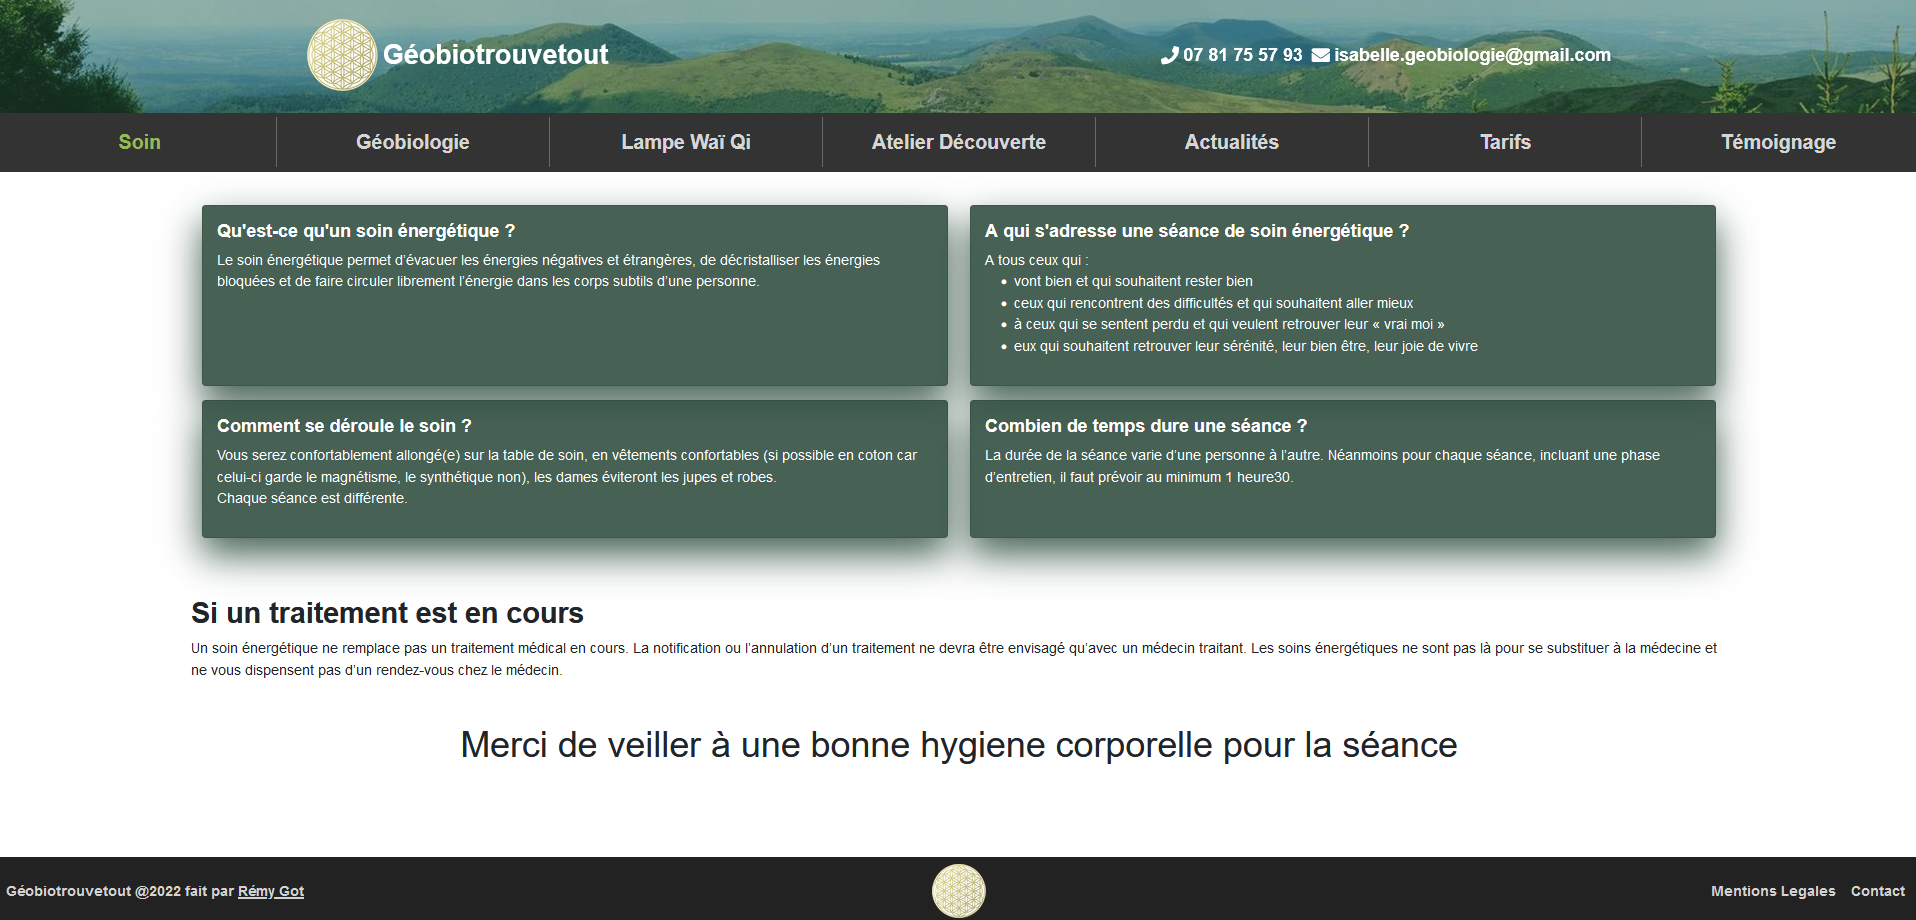 Géobiotrouvetout
07 81 75 57 93 isabelle.geobiologie@gmail.com
Soin
Géobiologie
Lampe Waï Qi
Atelier Découverte
Actualités
Tarifs
Témoignage
Qu'est-ce qu'un soin énergétique ?
Le soin énergétique permet d’évacuer les énergies négatives et étrangères, de décristalliser les énergies
bloquées et de faire circuler librement l’énergie dans les corps subtils d’une personne.
A qui s'adresse une séance de soin énergétique ?
A tous ceux qui :
• vont bien et qui souhaitent rester bien
• ceux qui rencontrent des difficultés et qui souhaitent aller mieux
• à ceux qui se sentent perdu et qui veulent retrouver leur « vrai moi »
• eux qui souhaitent retrouver leur sérénité, leur bien être, leur joie de vivre
Comment se déroule le soin ?
Vous serez confortablement allongé(e) sur la table de soin, en vêtements confortables (si possible en coton car
celui-ci garde le magnétisme, le synthétique non), les dames éviteront les jupes et robes.
Chaque séance est différente.
Combien de temps dure une séance ?
La durée de la séance varie d’une personne à l’autre. Néanmoins pour chaque séance, incluant une phase
d’entretien, il faut prévoir au minimum 1 heure30.
Si un traitement est en cours
Un soin énergétique ne remplace pas un traitement médical en cours. La notification ou l’annulation d’un traitement ne devra être envisagé qu’avec un médecin traitant. Les soins énergétiques ne sont pas là pour se substituer à la médecine et
ne vous dispensent pas d’un rendez-vous chez le médecin.
Merci de veiller à une bonne hygiene corporelle pour la séance
Géobiotrouvetout @2022 fait par Rémy Got
Mentions Legales Contact